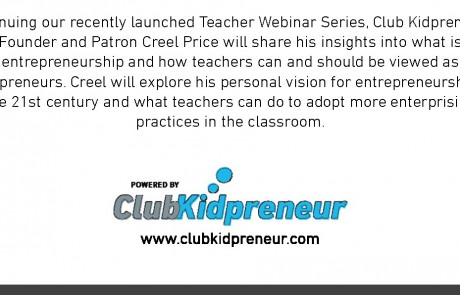 nuing our recently launched Teacher Webinar Series, Club Kidpren
Founder and Patron Creel Price will share his insights into what is
entrepreneurship and how teachers can and should be viewed as
preneurs. Creel will explore his personal vision for entrepreneursh
e 21st century and what teachers can do to adopt more enterprisi
practices in the classroom.
POWERED BY
ClubKidpreneur
www.clubkidpreneur.com